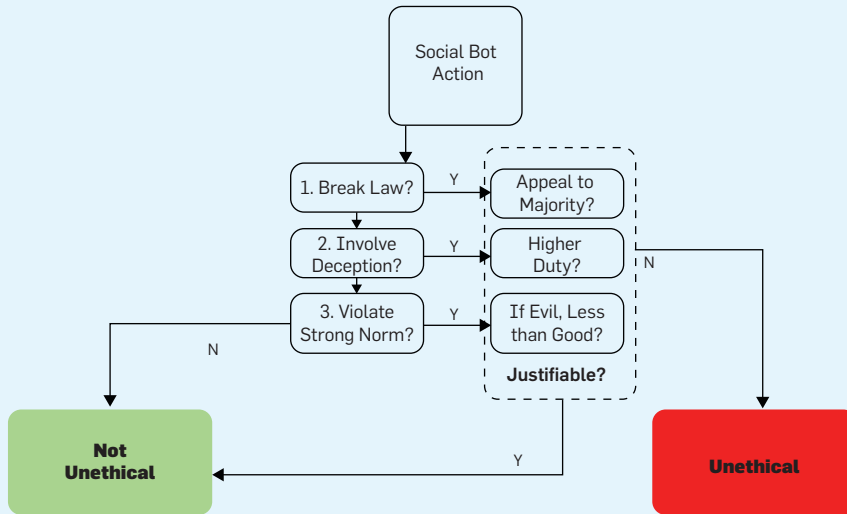 Social Bot
Action
1. Break Law?
Y
Appeal to
Majority?
2. Involve
Deception?
Y
Higher
Duty?
N
3. Violate
Strong Norm?
Y
If Evil, Less
than Good?
N
Justifiable?
Not
Unethical
Y
Unethical